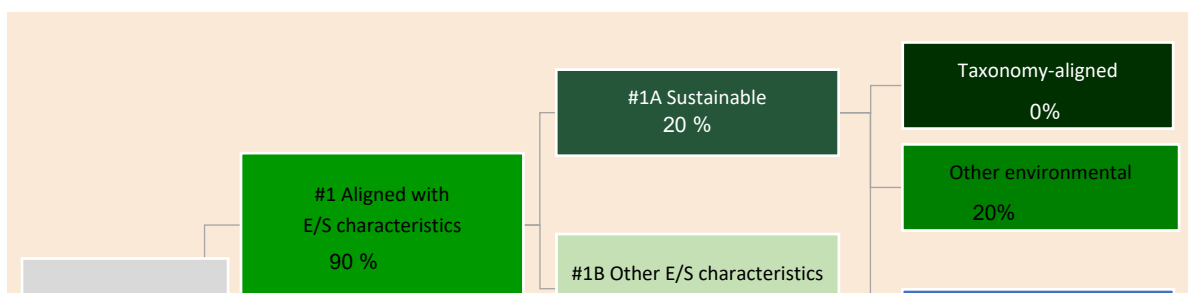 Taxonomy-aligned
0%
#1A Sustainable
20 %
Other environmental
20%
#1 Aligned with
E/S characteristics
90 %
#1B Other E/S characteristics